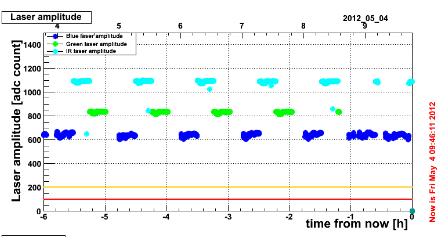 Laser amplitude
2012_05_04
4 5 6 7 8 9
Blue laser amplitude
Green laser amplitude
IR laser amplitude
Laser amplitude [adc count]
1400
1200
1000
800
600
400
200
0
-6 -5 -4 -3 -2 -1 0
time from now [h]
Now is Fri May 4 09:46:11 2012